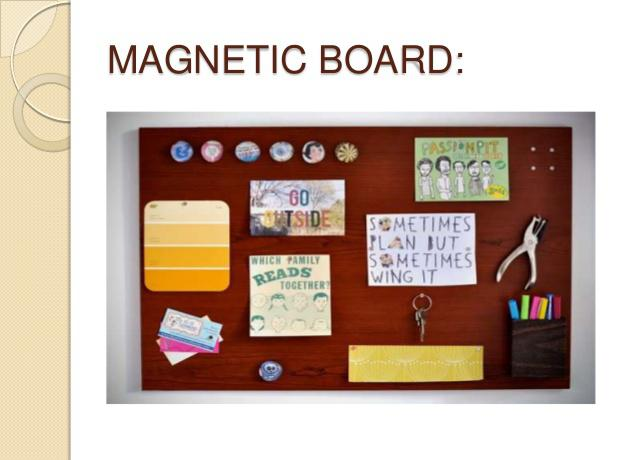 MAGNETIC BOARD:
PASSION PIT
GO
OUTSIDE
SOMETIMES
PLAN BUT
SOMETIMES
WING IT
WHICH FAMILY
READS
TOGETHER?